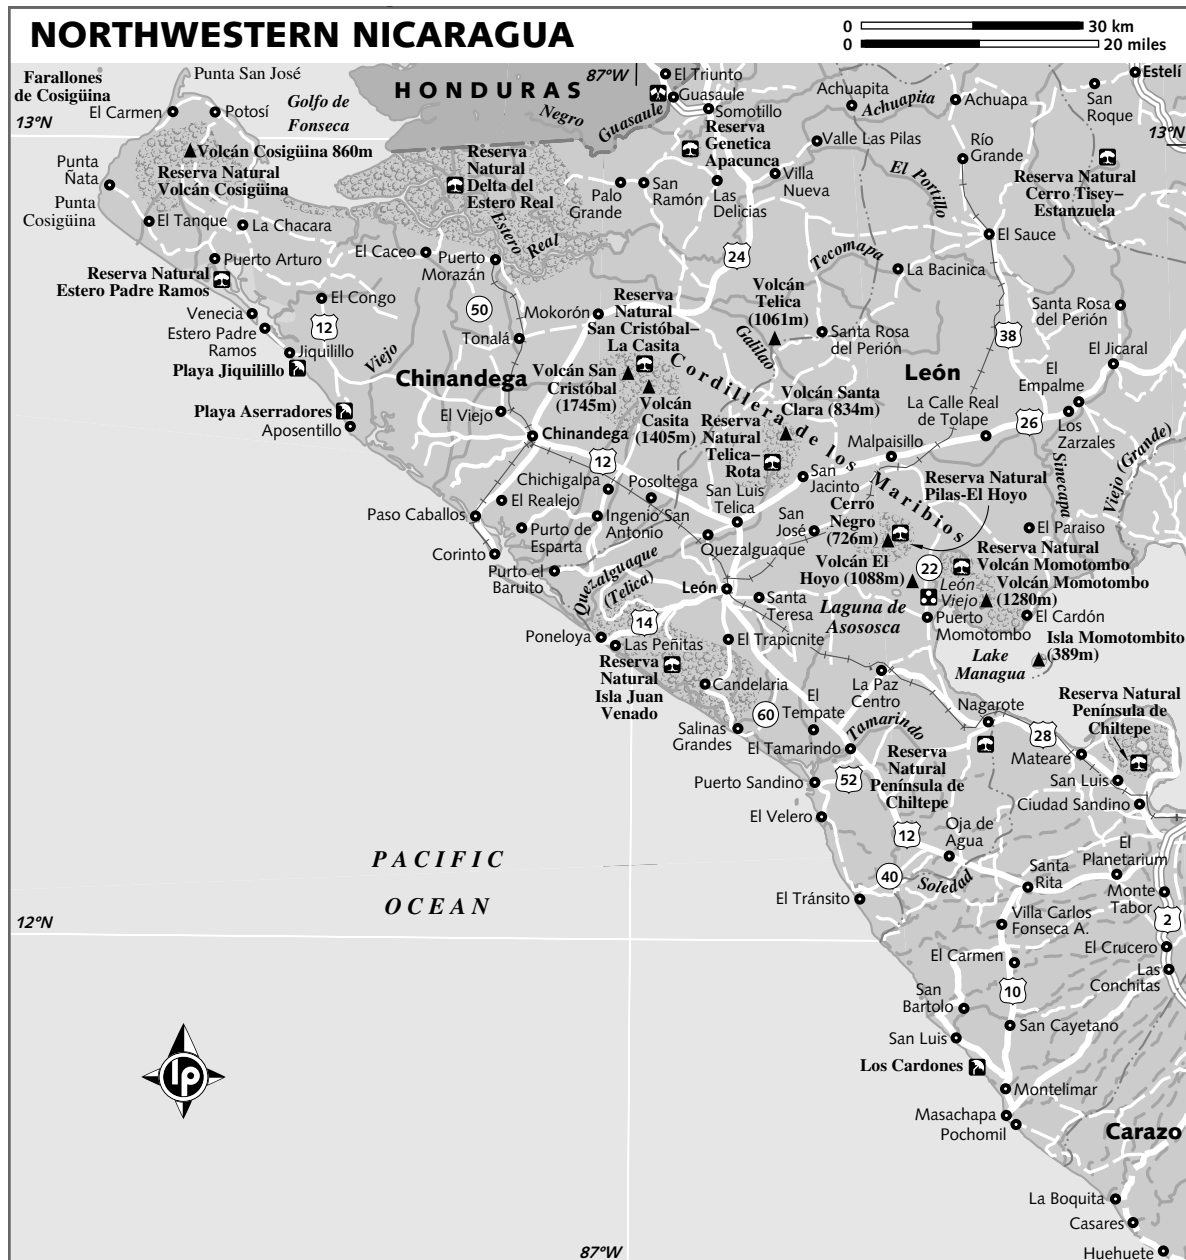 NORTHWESTERN NICARAGUA
0 30 km
0 20 miles
Farallones
de Cosigüina
Punta San José
87°W
HONDURAS
El Triunto
Guasaule
Somotillo
Achuapita
Achuapita
Achuapa
San
Roque
Estelí
El Carmen
Potosí
Golfo de
Fonseca
Negro
Guasaule
13°N
13°N
Volcán Cosigüina 860m
Reserva Natural
Volcán Cosigüina
Punta
Ñata
Punta
Cosigüina
Reserva
Natural
Delta del
Estero Real
Reserva
Genetica
Apacunca
Valle Las Pilas
Río
Grande
Reserva Natural
Cerro Tisey–
Estanzuela
Palo
Grande
San
Ramón
Las
Delicias
Villa
Nueva
El Portillo
El Tanque
La Chacara
El Caceo
Puerto
Morazán
Estero
Real
24
Tecomapa
El Sauce
La Bacinica
Puerto Arturo
Reserva Natural
Estero Padre Ramos
El Congo
Venecia
Estero Padre
Ramos
12
50
Mokorón
Tonalá
Reserva
Natural
San Cristóbal–
La Casita
Volcán
Telica
(1061m)
Galilao
Santa Rosa
del Perión
Santa Rosa
del Perión
38
El Jicaral
Jiquilillo
Playa Jiquilillo
Viejo
Chinandega
Volcán San
Cristóbal
(1745m)
Volcán
Casita
(1405m)
Cordillera de los Maribios
Volcán Santa
Clara (834m)
León
El
Empalme
La Calle Real
de Tolape
26
Los
Zarzales
Playa Aserradores
Aposentillo
El Viejo
Chinandega
Reserva
Natural
Telica–
Rota
Malpaisillo
Sinecapa
Viejo (Grande)
12
Chichigalpa
Posoltega
San Luis
Telica
San
Jacinto
Reserva Natural
Pilas-El Hoyo
El Realejo
Paso Caballos
Purto de
Esparta
Ingenio San
Antonio
San
José
Cerro
Negro
(726m)
El Paraiso
Corinto
Purto el
Baruito
Quezalguaque
(Telica)
Quezalguaque
Volcán El
Hoyo (1088m)
22
Reserva Natural
Volcán Momotombo
Volcán Momotombo
(1280m)
León
Santa
Teresa
Laguna de
Asososca
León
Viejo
Puerto
Momotombo
El Cardón
14
Poneloya
Las Peñitas
El Trapicnite
Isla Momotombito
(389m)
Lake
Managua
Reserva
Natural
Isla Juan
Venado
Candelaria
La Paz
Centro
Nagarote
Reserva Natural
Península de
Chiltepe
60
El
Tempate
Salinas
Grandes
El Tamarindo
Tamarindo
28
Mateare
Reserva
Natural
Península de
Chiltepe
Puerto Sandino
52
San Luis
Ciudad Sandino
El Velero
12
Oja de
Agua
El
Planetarium
PACIFIC
OCEAN
40
Soledad
Santa
Rita
Monte
Tabor
El Tránsito
Villa Carlos
Fonseca A.
2
12°N
El Carmen
El Crucero
Las
Conchitas
San
Bartolo
10
San Luis
San Cayetano
Los Cardones
lp
Montelimar
Masachapa
Pochomil
Carazo
La Boquita
Casares
87°W
Huehuete